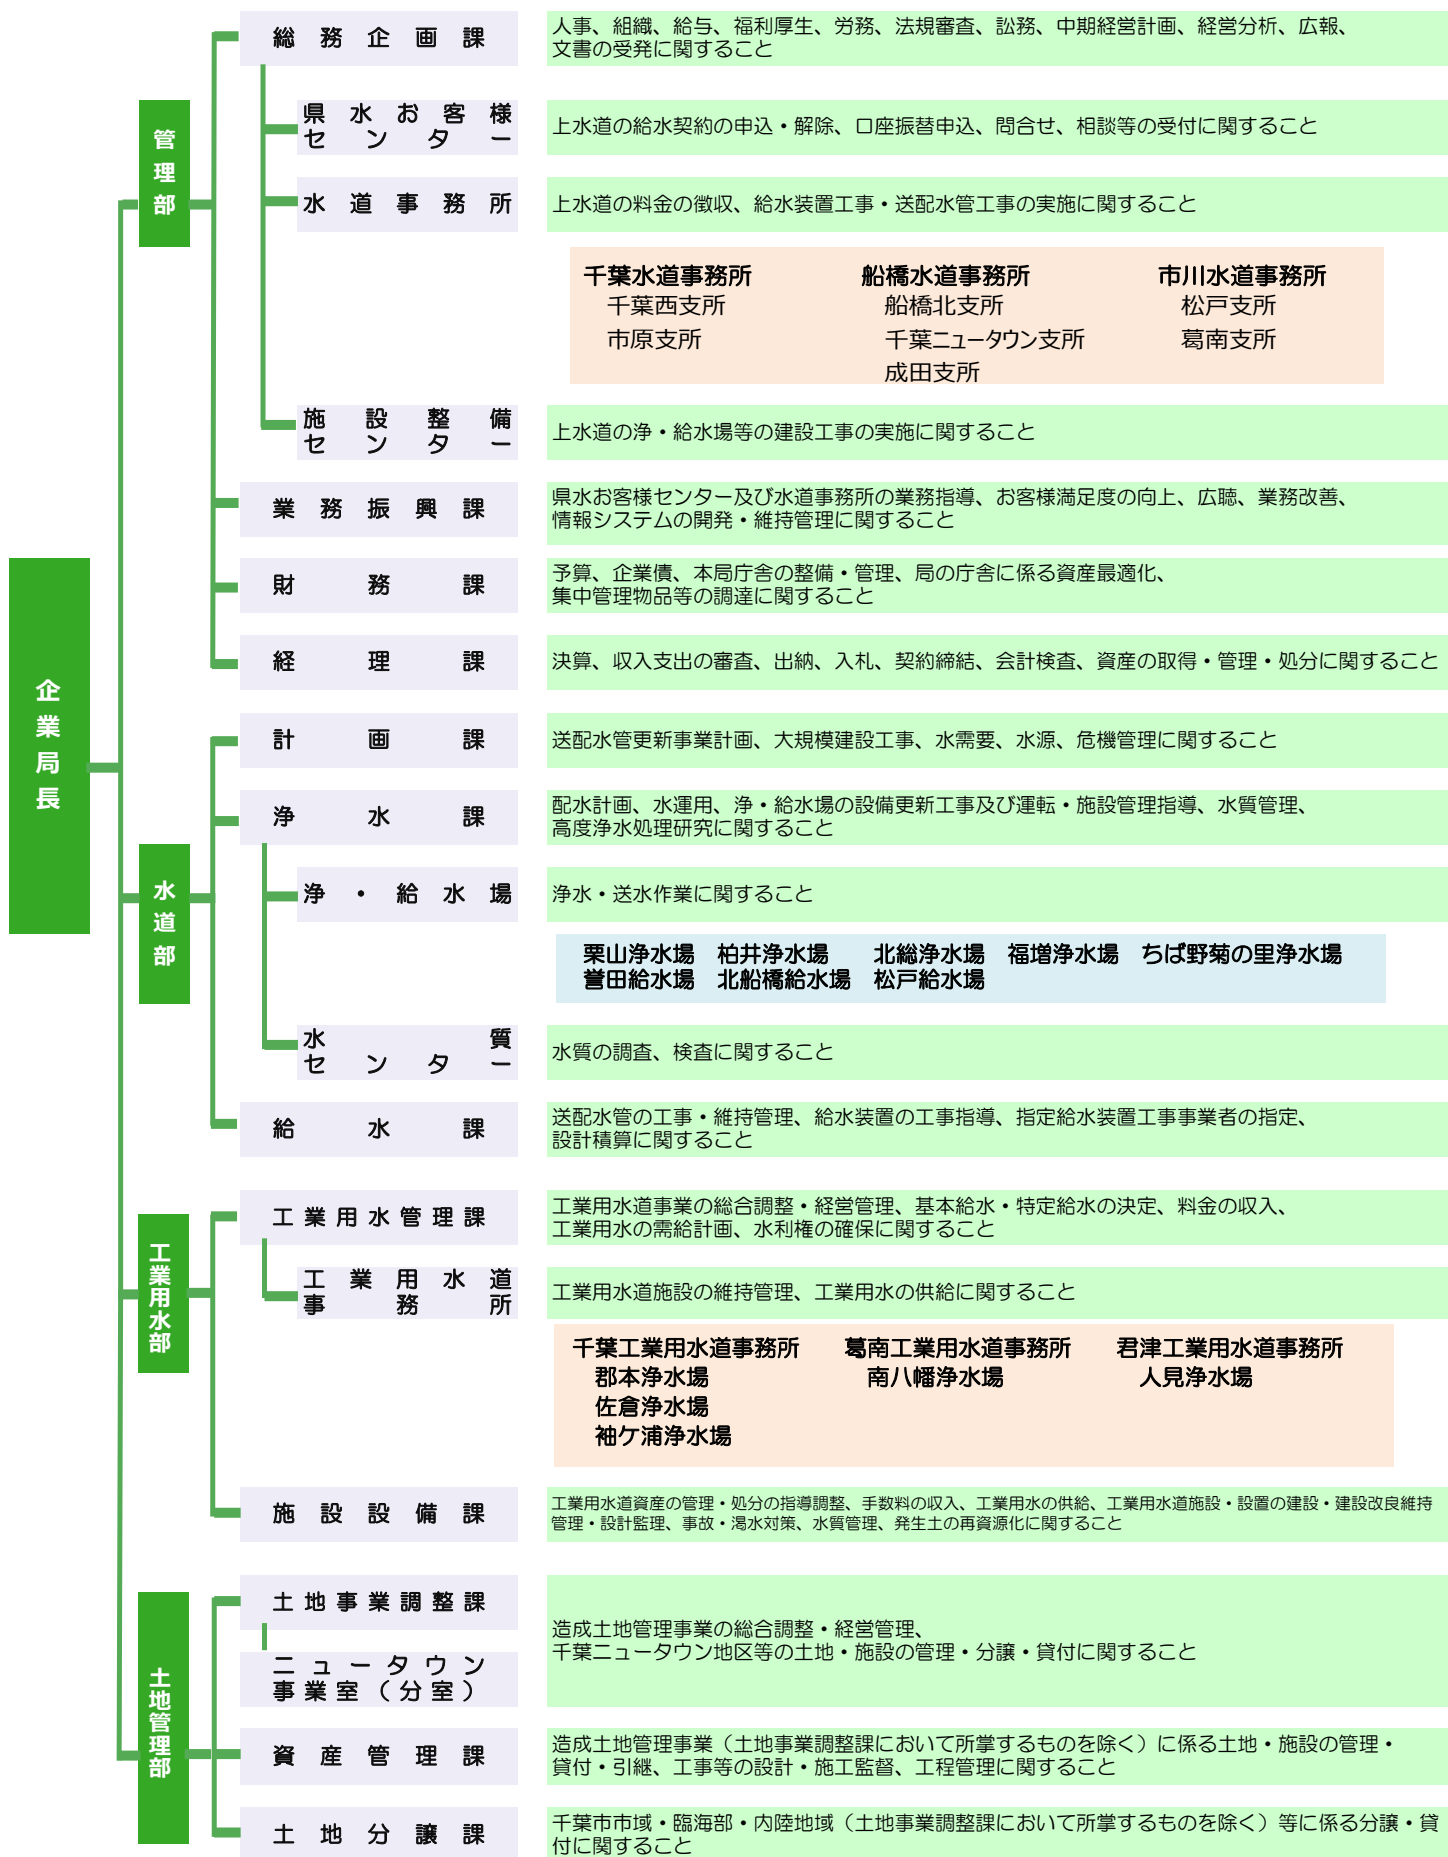 企業局長
管理部
総務企画課
人事、組織、給与、福利厚生、労務、法規審査、訟務、中期経営計画、経営分析、広報、
文書の受発に関すること
県水お客様
センター
上水道の給水契約の申込・解除、口座振替申込、問合せ、相談等の受付に関すること
水道事務所
上水道の料金の徴収、給水装置工事・送配水管工事の実施に関すること
千葉水道事務所 船橋水道事務所 市川水道事務所
千葉西支所 船橋北支所 松戸支所
市原支所 千葉ニュータウン支所 葛南支所
成田支所
施設整備
センター
上水道の浄・給水場等の建設工事の実施に関すること
業務振興課
県水お客様センター及び水道事務所の業務指導、お客様満足度の向上、広聴、業務改善、
情報システムの開発・維持管理に関すること
財務課
予算、企業債、本局庁舎の整備・管理、局の庁舎に係る資産最適化、
集中管理物品等の調達に関すること
経理課
決算、収入支出の審査、出納、入札、契約締結、会計検査、資産の取得・管理・処分に関すること
水道部
計画課
送配水管更新事業計画、大規模建設工事、水需要、水源、危機管理に関すること
浄水課
配水計画、水運用、浄・給水場の設備更新工事及び運転・施設管理指導、水質管理、
高度浄水処理研究に関すること
浄・給水場
浄水・送水作業に関すること
栗山浄水場 柏井浄水場 北総浄水場 福増浄水場 ちば野菊の里浄水場
誉田給水場 北船橋給水場 松戸給水場
水質
センター
水質の調査、検査に関すること
給水課
送配水管の工事・維持管理、給水装置の工事指導、指定給水装置工事事業者の指定、
設計積算に関すること
工業用水部
工業用水管理課
工業用水道事業の総合調整・経営管理、基本給水・特定給水の決定、料金の収入、
工業用水の需給計画、水利権の確保に関すること
工業用水道
事務所
工業用水道施設の維持管理、工業用水の供給に関すること
千葉工業用水道事務所 葛南工業用水道事務所 君津工業用水道事務所
郡本浄水場 南八幡浄水場 人見浄水場
佐倉浄水場
袖ケ浦浄水場
施設設備課
工業用水道資産の管理・処分の指導調整、手数料の収入、工業用水の供給、工業用水道施設・設置の建設・建設改良維持
管理・設計監理、事故・渇水対策、水質管理、発生土の再資源化に関すること
土地管理部
土地事業調整課
ニュータウン
事業室（分室）
造成土地管理事業の総合調整・経営管理、
千葉ニュータウン地区等の土地・施設の管理・分譲・貸付に関すること
資産管理課
造成土地管理事業（土地事業調整課において所掌するものを除く）に係る土地・施設の管理・
貸付・引継、工事等の設計・施工監督、工程管理に関すること
土地分譲課
千葉市市域・臨海部・内陸地域（土地事業調整課において所掌するものを除く）等に係る分譲・貸
付に関すること